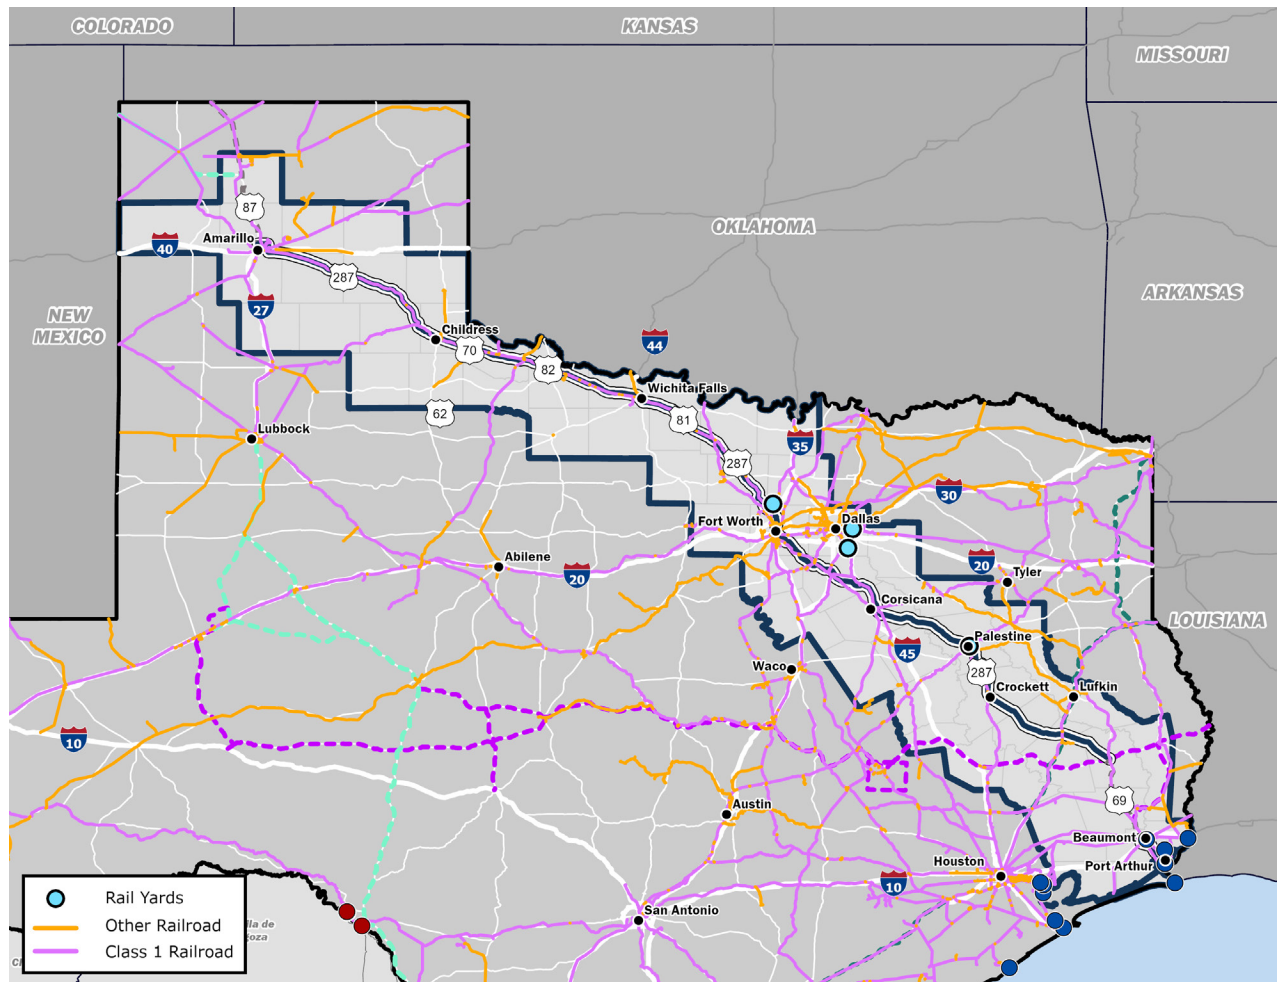 COLORADO
KANSAS
MISSOURI
OKLAHOMA
ARKANSAS
NEW
MEXICO
LOUISIANA
87
Amarillo
40
287
27
Childress
70
44
82
Wichita Falls
62
81
Lubbock
35
287
30
Fort Worth
Dallas
Abilene
20
20
Tyler
Corsicana
Palestine
45
Waco
287
Crockett
Lufkin
10
69
Austin
Beaumont
Houston
Port Arthur
10
San Antonio
Rail Yards
Other Railroad
Class 1 Railroad